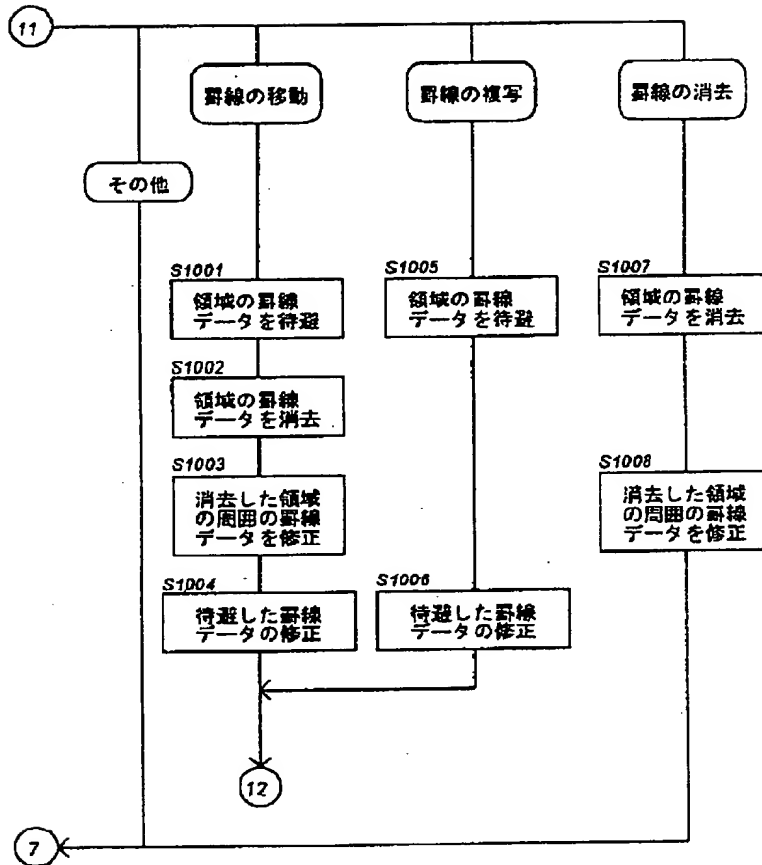 11
罫線の移動
罫線の複写
罫線の消去
その他
S1001
領域の罫線
データを待避
S1002
領域の罫線
データを消去
S1003
消去した領域
の周囲の罫線
データを修正
S1004
待避した罫線
データの修正
S1005
領域の罫線
データを待避
S1006
待避した罫線
データの修正
S1007
領域の罫線
データを消去
S1008
消去した領域
の周囲の罫線
データを修正
12
7